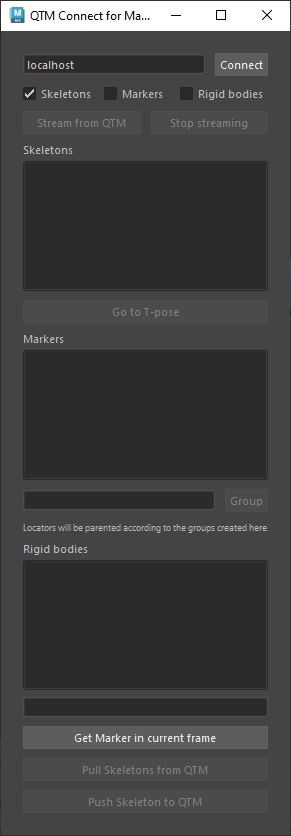 QTM Connect for Ma...
localhost Connect
Skeletons Markers Rigid bodies
Stream from QTM Stop streaming
Skeletons
Go to T-pose
Markers
Group
Locators will be parented according to the groups created here.
Rigid bodies
Get Marker in current frame
Pull Skeletons from QTM
Push Skeleton to QTM